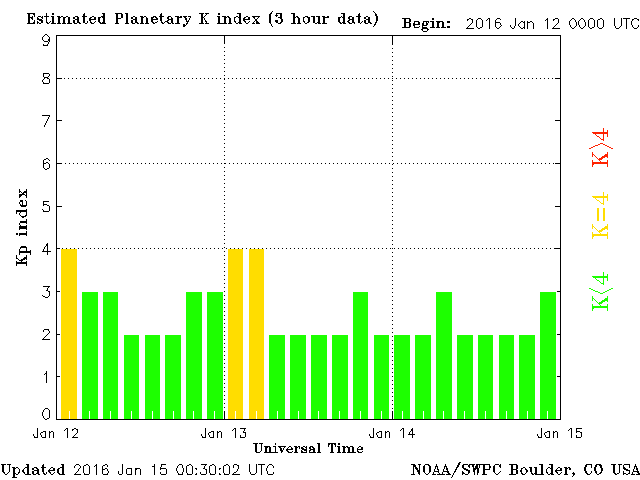 Estimated Planetary K index (3 hour data) Begin: 2016 Jan 12 0000 UTC
9
8
7
6
5
4
3
2
1
0
Kp index
K>4
K=4
K<4
Jan 12 Jan 13 Jan 14 Jan 15
Universal Time
Updated 2016 Jan 15 00:30:02 UTC NOAA/SWPC Boulder, CO USA